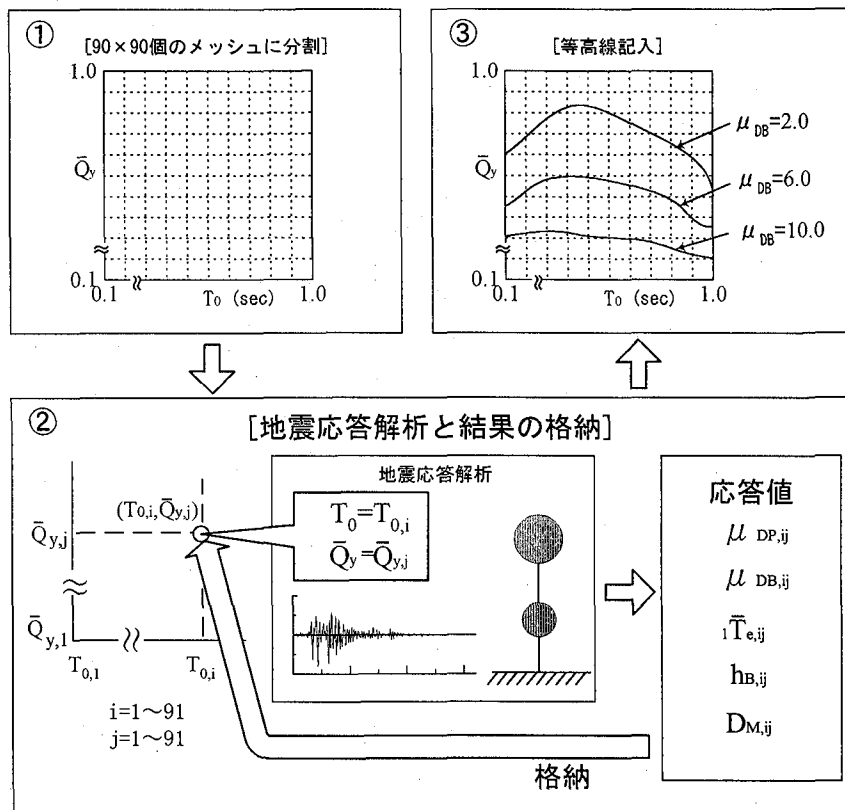 ①
[90×90個のメッシュに分割]
1.0
Q̄y
0.1
0.1
T0 (sec)
1.0
③
[等高線記入]
1.0
Q̄y
0.1
0.1
T0 (sec)
1.0
μDB=2.0
μDB=6.0
μDB=10.0
②
[地震応答解析と結果の格納]
(T0,i,Q̄y,j)
Q̄y,j
Q̄y,1
T0,1
T0,i
i=1～91
j=1～91
地震応答解析
T0=T0,i
Q̄y=Q̄y,j
応答値
μDP,ij
μDB,ij
1T̄e,ij
hB,ij
DM,ij
格納